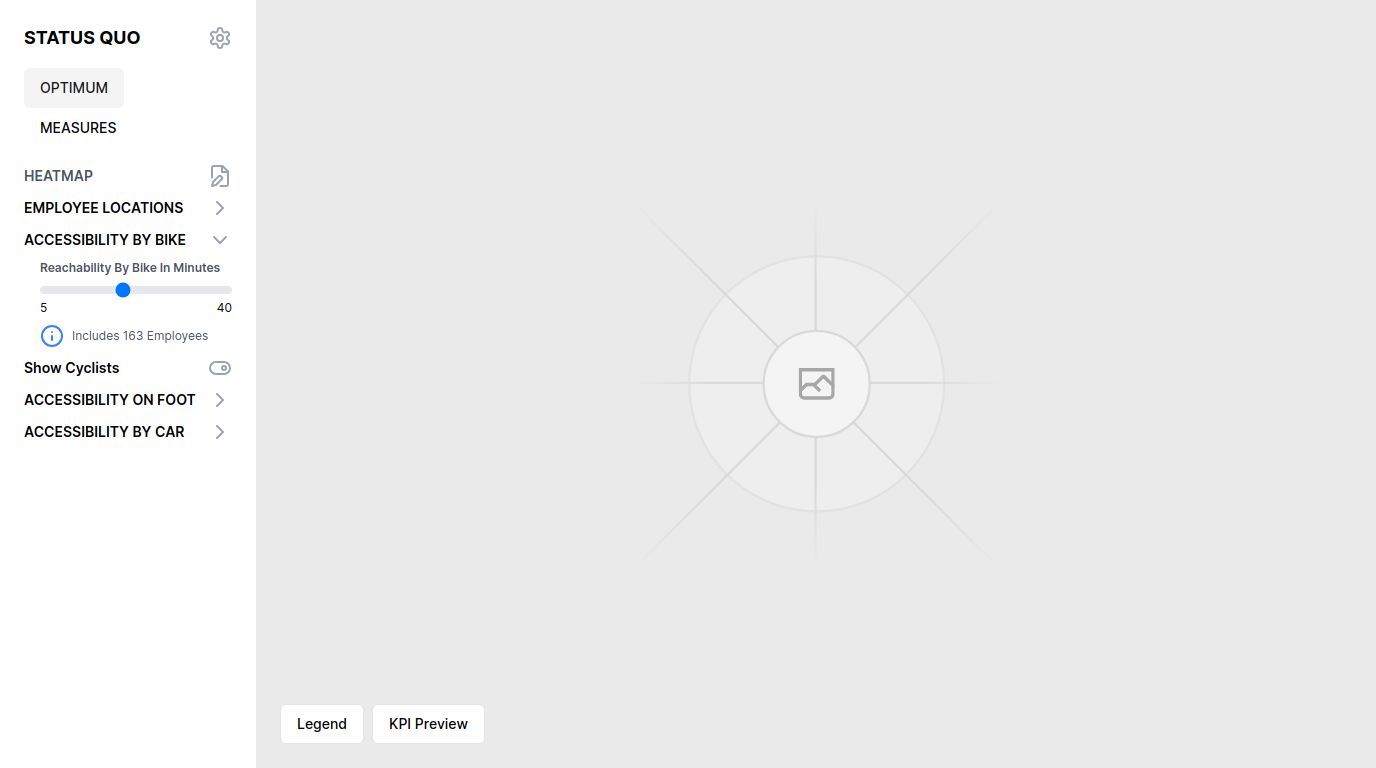 STATUS QUO
OPTIMUM
MEASURES
HEATMAP
EMPLOYEE LOCATIONS
ACCESSIBILITY BY BIKE
Reachability By Bike In Minutes
5 40
Includes 163 Employees
Show Cyclists
ACCESSIBILITY ON FOOT
ACCESSIBILITY BY CAR
Legend KPI Preview